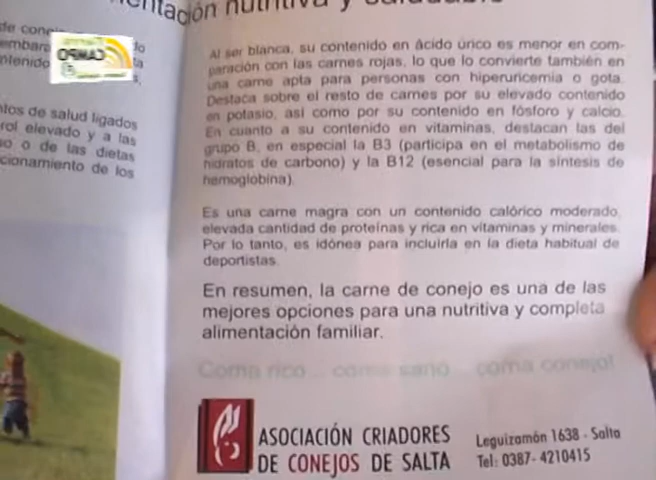 nutritiva y
Al ser blanca, su contenido en ácido úrico es menor en com-
paración con las carnes rojas, lo que lo convierte también en
una carne apta para personas con hiperuricemia o gota.
Destaca sobre el resto de carnes por su elevado contenido
en potasio, así como por su contenido en fósforo y calcio.
En cuanto a su contenido en vitaminas, destacan las del
grupo B, en especial la B3 (participa en el metabolismo de
hidratos de carbono) y la B12 (esencial para la síntesis de
hemoglobina).
Es una carne magra con un contenido calórico moderado,
elevada cantidad de proteínas y rica en vitaminas y minerales.
Por lo tanto, es idónea para incluirla en la dieta habitual de
deportistas.
En resumen, la carne de conejo es una de las
mejores opciones para una nutritiva y completa
alimentación familiar.
Coma rico... coma sano... coma conejo!
ASOCIACIÓN CRIADORES
DE CONEJOS DE SALTA
Leguizamón 1638 - Salta
Tel: 0387- 4210415
ntos de salud ligados
rol elevado y a las
o o de las dietas
cionamiento de los
CAMPO